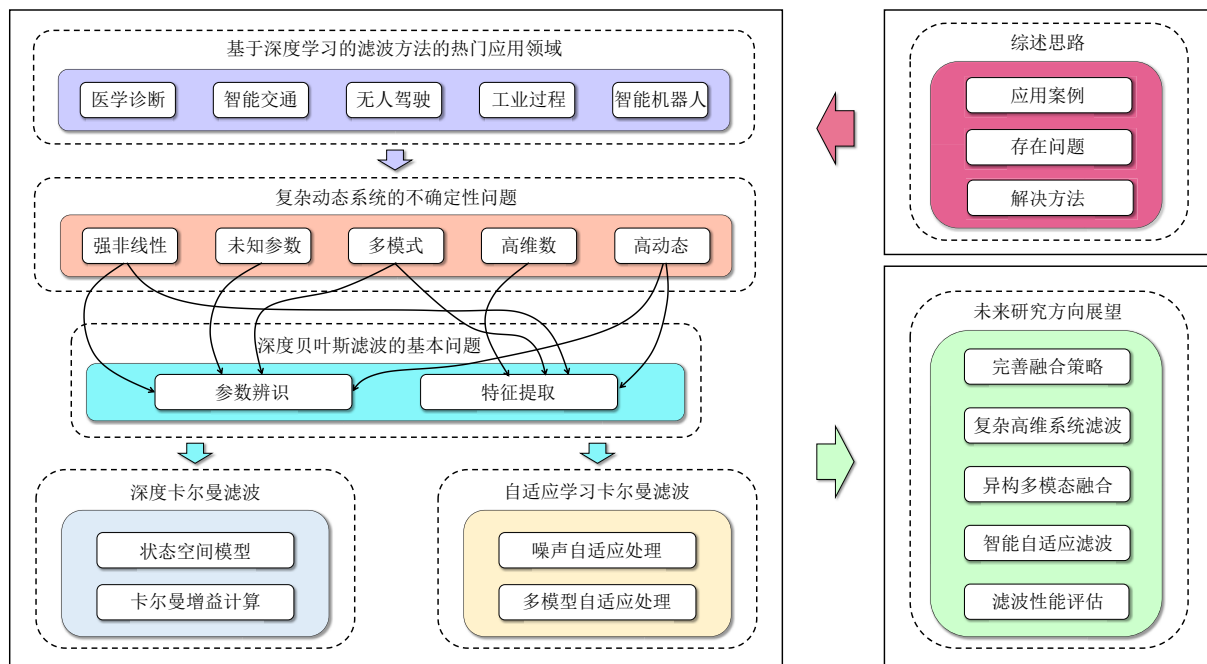 基于深度学习的滤波方法的热门应用领域
医学诊断
智能交通
无人驾驶
工业过程
智能机器人
复杂动态系统的不确定性问题
强非线性
未知参数
多模式
高维数
高动态
深度贝叶斯滤波的基本问题
参数辨识
特征提取
深度卡尔曼滤波
状态空间模型
卡尔曼增益计算
自适应学习卡尔曼滤波
噪声自适应处理
多模型自适应处理
综述思路
应用案例
存在问题
解决方法
未来研究方向展望
完善融合策略
复杂高维系统滤波
异构多模态融合
智能自适应滤波
滤波性能评估